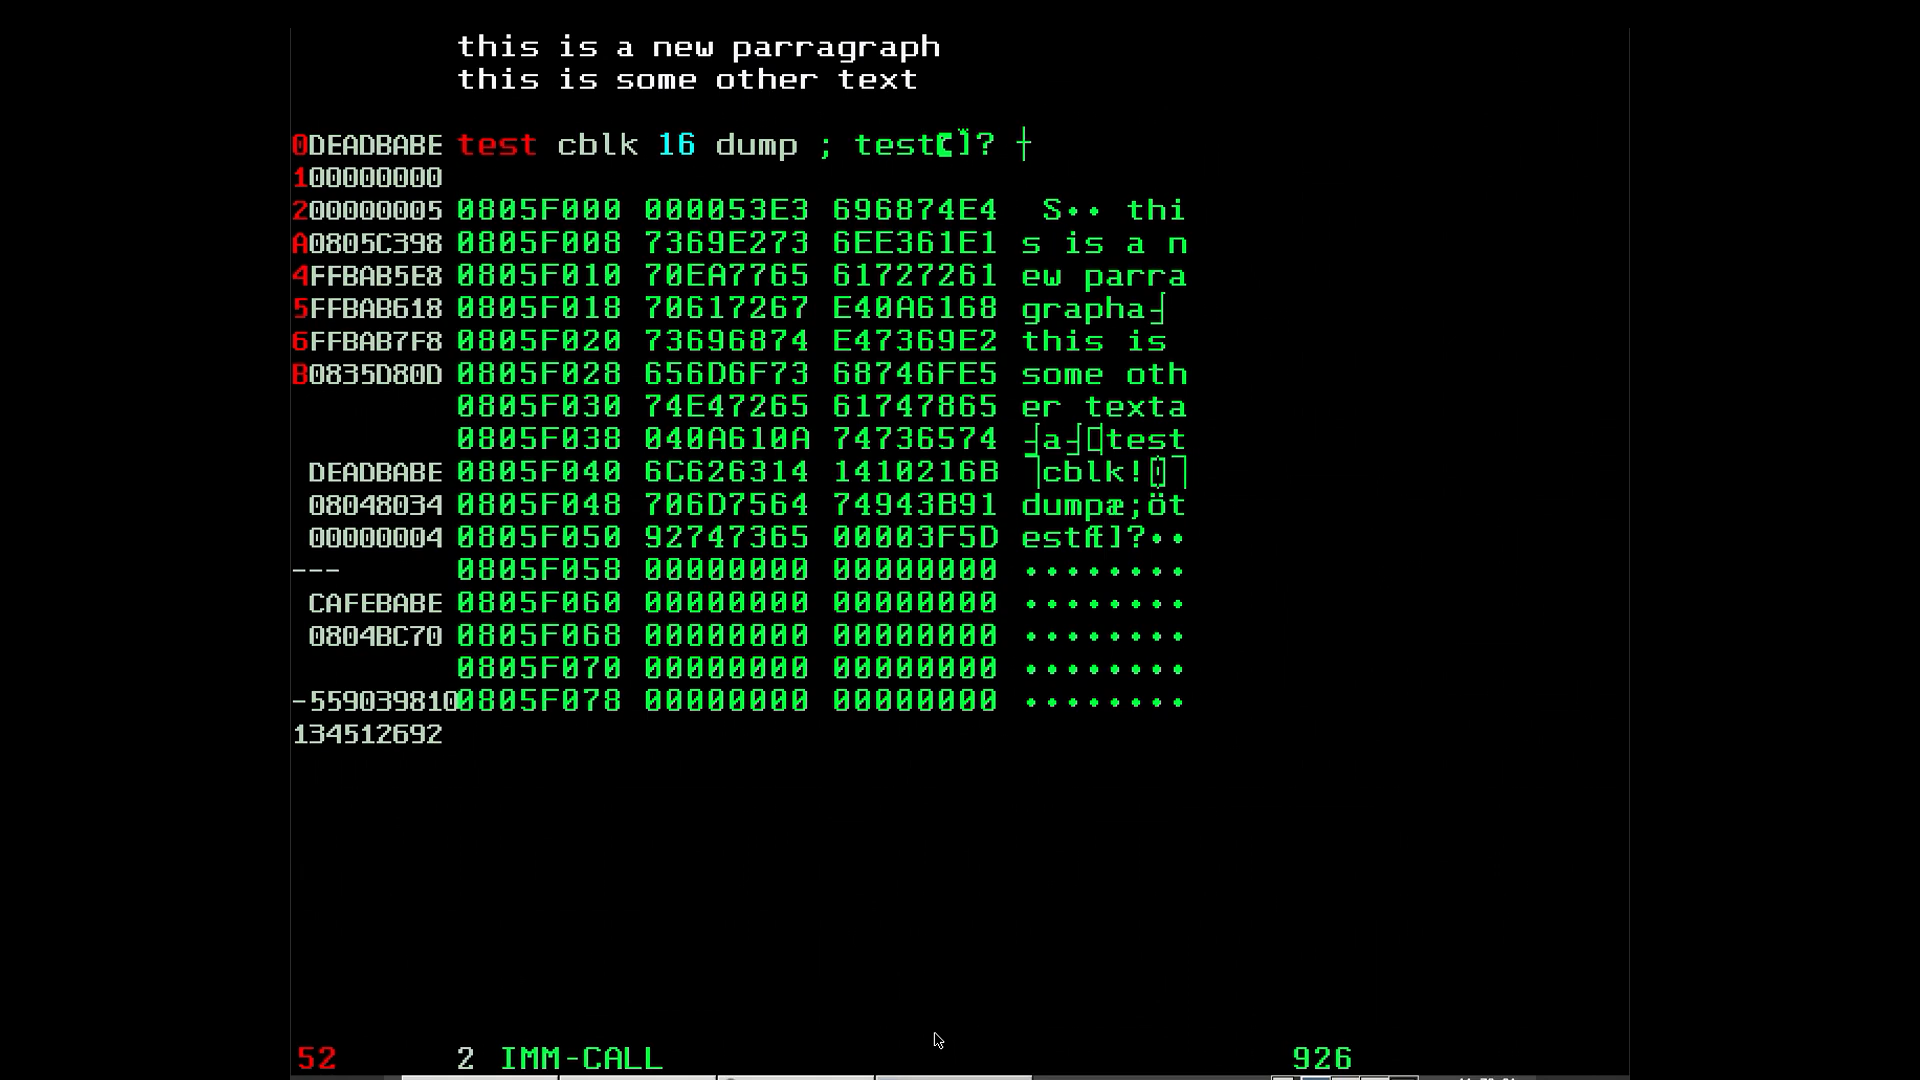 this is a new parragraph
this is some other text
0DEADBABE test cblk 16 dump ; test ]? 
100000000
200000005 0805F000 000053E3 696874E4 S·· thi
A0805C398 0805F008 7369E273 6EE361E1 s is a n
4FFBAB5E8 0805F010 70EA7765 61727261 ew parra
5FFBAB618 0805F018 70617267 E40A6168 grapha┘
6FFBAB7F8 0805F020 73696874 E47369E2 this is
B0835D80D 0805F028 656D6F73 68746FE5 some oth
0805F030 74E47265 61747865 er texta
0805F038 040A610A 74736574 ┘a┘▯test
DEADBABE 0805F040 6C626314 1410216B ┐cblk!▯┐
08048034 0805F048 706D7564 74943B91 dumpæ;öt
00000004 0805F050 92747365 00003F5D estÆ]?··
--- 0805F058 00000000 00000000 ········
CAFEBABE 0805F060 00000000 00000000 ········
0804BC70 0805F068 00000000 00000000 ········
0805F070 00000000 00000000 ········
-559039810 0805F078 00000000 00000000 ········
134512692
52 2 IMM-CALL 926